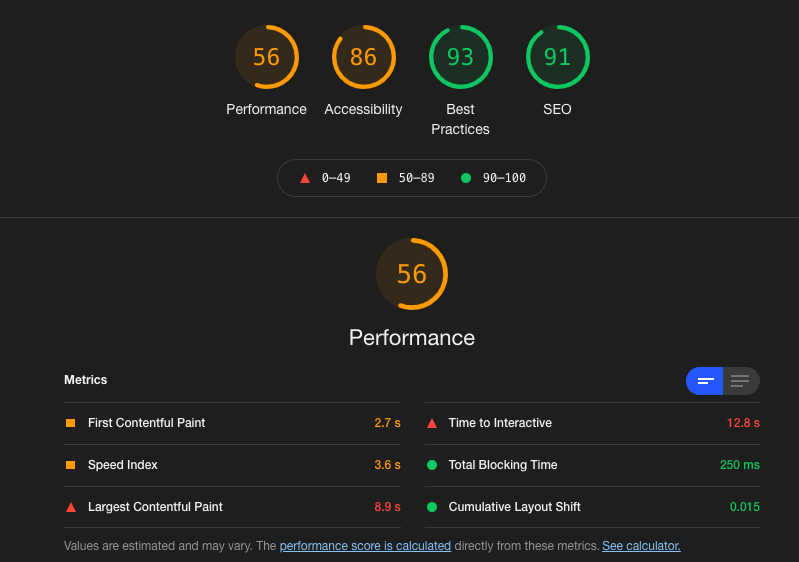 56 86 93 91
Performance Accessibility Best Practices SEO
0–49 50–89 90–100
56
Performance
Metrics
First Contentful Paint 2.7 s
Time to Interactive 12.8 s
Speed Index 3.6 s
Total Blocking Time 250 ms
Largest Contentful Paint 8.9 s
Cumulative Layout Shift 0.015
Values are estimated and may vary. The performance score is calculated directly from these metrics. See calculator.